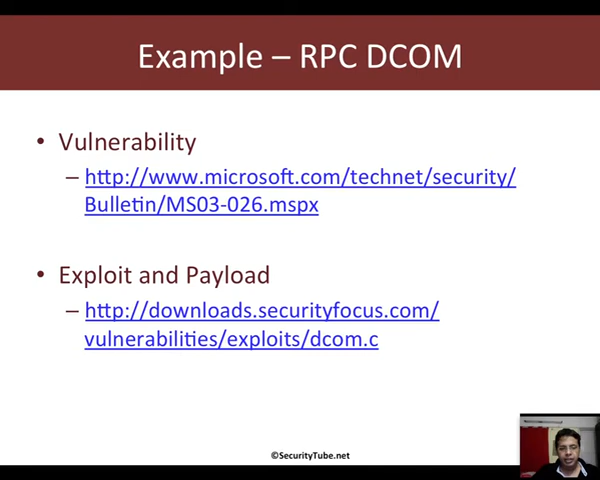 Example – RPC DCOM
• Vulnerability
– http://www.microsoft.com/technet/security/
Bulletin/MS03-026.mspx
• Exploit and Payload
– http://downloads.securityfocus.com/
vulnerabilities/exploits/dcom.c
©SecurityTube.net